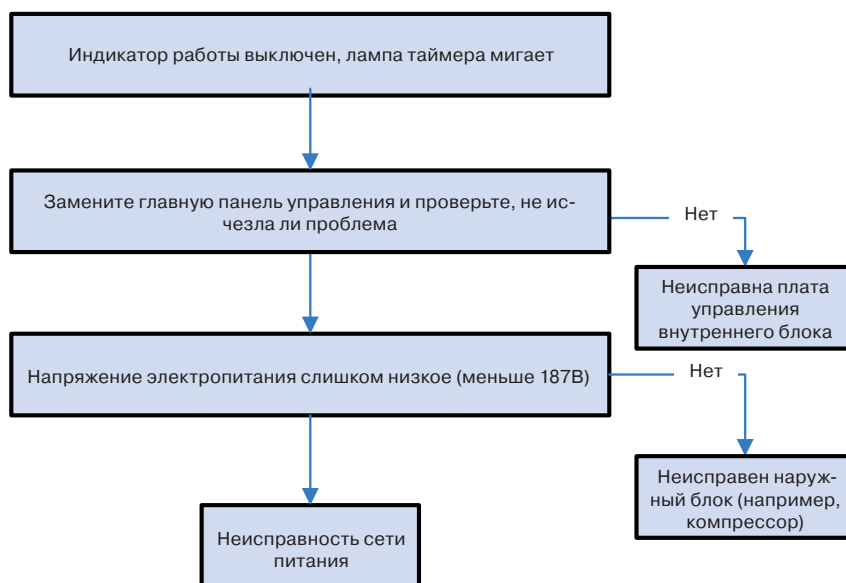 Индикатор работы выключен, лампа таймера мигает
Замените главную панель управления и проверьте, не ис-
чезла ли проблема
Нет
Неисправна плата
управления
внутреннего блока
Напряжение электропитания слишком низкое (меньше 187В)
Нет
Неисправен наруж-
ный блок (например,
компрессор)
Неисправность сети
питания